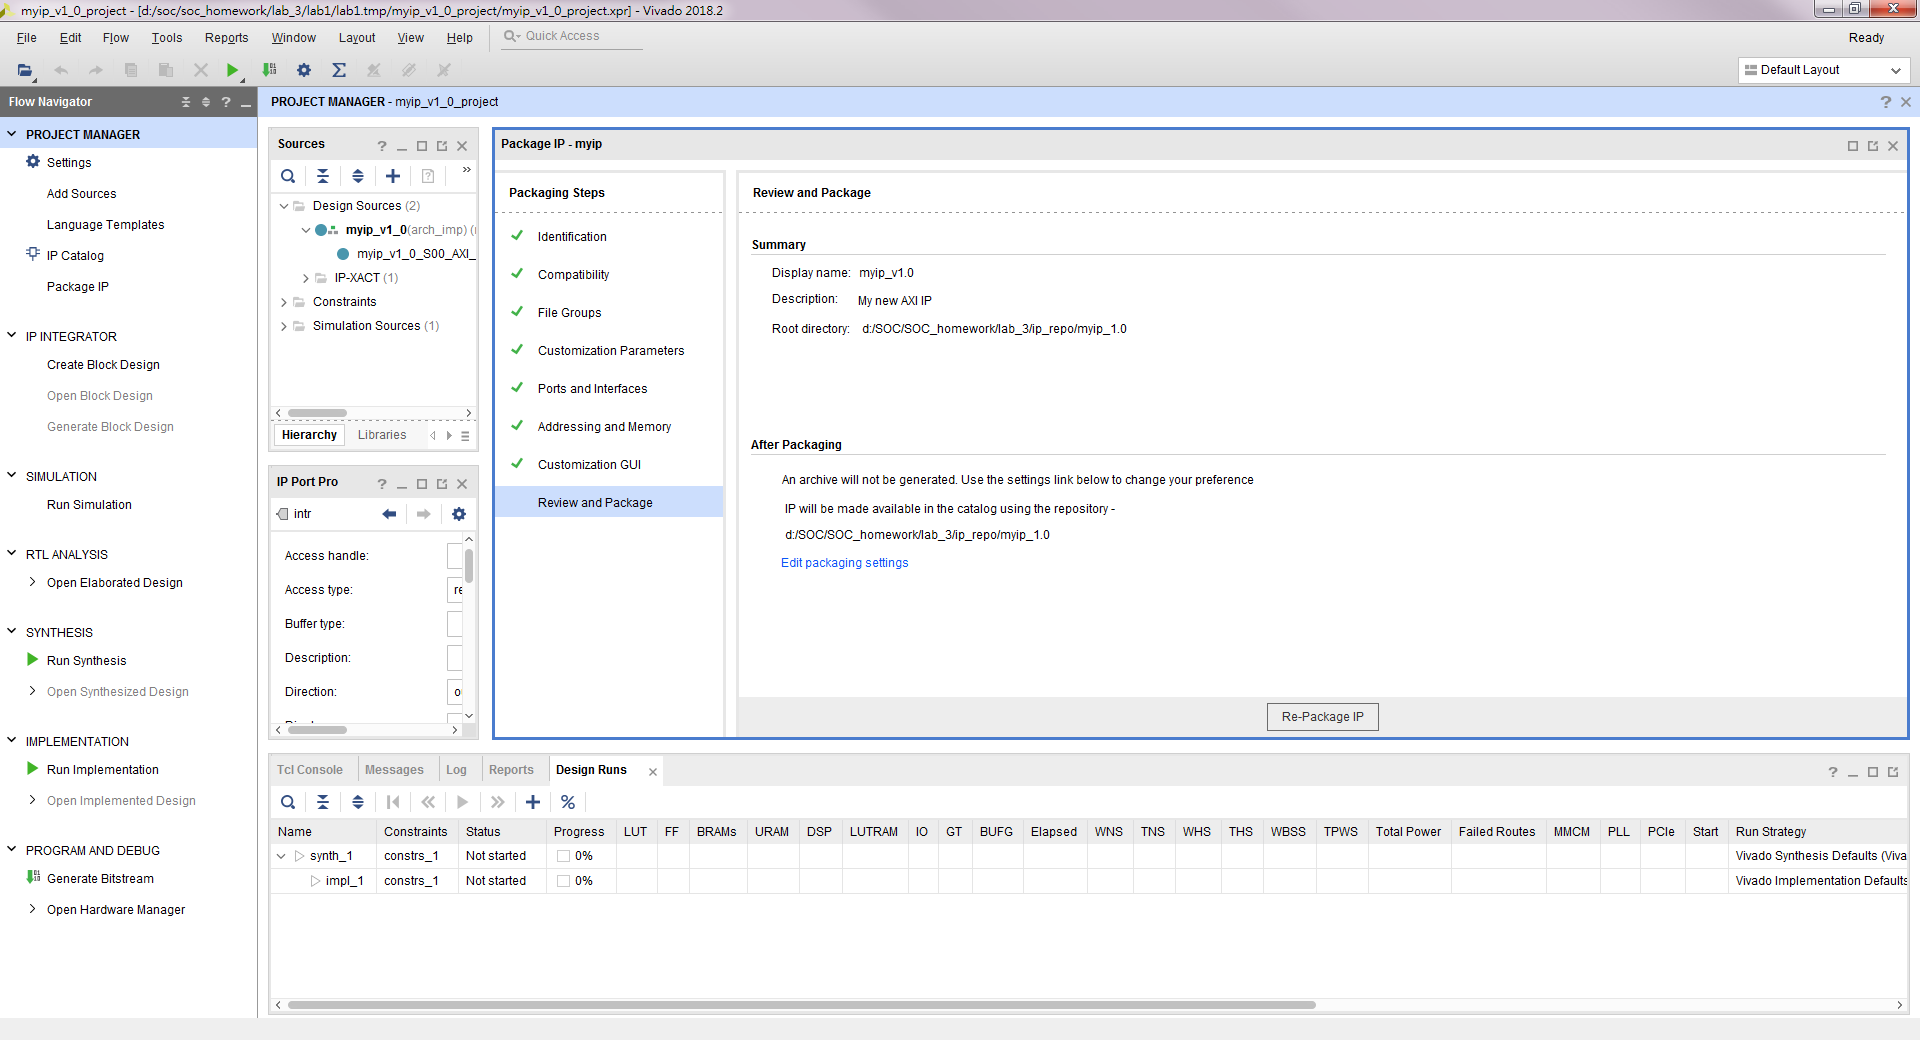 myip_v1_0_project - [d:/soc/soc_homework/lab_3/lab1/lab1.tmp/myip_v1_0_project/myip_v1_0_project.xpr] - Vivado 2018.2
File Edit Flow Tools Reports Window Layout View Help Quick Access Ready
Default Layout
Flow Navigator
PROJECT MANAGER - myip_v1_0_project
PROJECT MANAGER
Settings
Add Sources
Language Templates
IP Catalog
Package IP
IP INTEGRATOR
Create Block Design
Open Block Design
Generate Block Design
SIMULATION
Run Simulation
RTL ANALYSIS
Open Elaborated Design
SYNTHESIS
Run Synthesis
Open Synthesized Design
IMPLEMENTATION
Run Implementation
Open Implemented Design
PROGRAM AND DEBUG
Generate Bitstream
Open Hardware Manager
Sources
Design Sources (2)
myip_v1_0(arch_imp) (
myip_v1_0_S00_AXI_
IP-XACT (1)
Constraints
Simulation Sources (1)
Hierarchy Libraries
IP Port Pro
intr
Access handle:
Access type: re
Buffer type:
Description:
Direction: o
Package IP - myip
Packaging Steps
Identification
Compatibility
File Groups
Customization Parameters
Ports and Interfaces
Addressing and Memory
Customization GUI
Review and Package
Review and Package
Summary
Display name: myip_v1.0
Description: My new AXI IP
Root directory: d:/SOC/SOC_homework/lab_3/ip_repo/myip_1.0
After Packaging
An archive will not be generated. Use the settings link below to change your preference
IP will be made available in the catalog using the repository -
d:/SOC/SOC_homework/lab_3/ip_repo/myip_1.0
Edit packaging settings
Re-Package IP
Tcl Console Messages Log Reports Design Runs
Name Constraints Status Progress LUT FF BRAMs URAM DSP LUTRAM IO GT BUFG Elapsed WNS TNS WHS THS WBSS TPWS Total Power Failed Routes MMCM PLL PCIe Start Run Strategy
synth_1 constrs_1 Not started 0% Vivado Synthesis Defaults (Viva
impl_1 constrs_1 Not started 0% Vivado Implementation Defaults